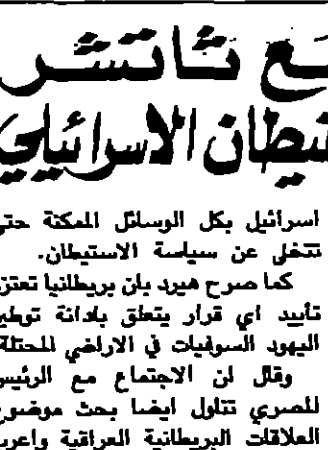 ـع تاتشر
ـيطان الاسرائيلي
اسرائيل بكل الوسائل الممكنة حتى
تتخلى عن سياسة الاستيطان.
كما صرح هيرد بان بريطانيا تعتز
تأييد اي قرار يتعلق بادانة توطي
اليهود السوفيات في الاراضي المحتلة
وقال ان الاجتماع مع الرئيس
المصري تناول ايضا بحث موضوع
العلاقات البريطانية العراقية واعرب